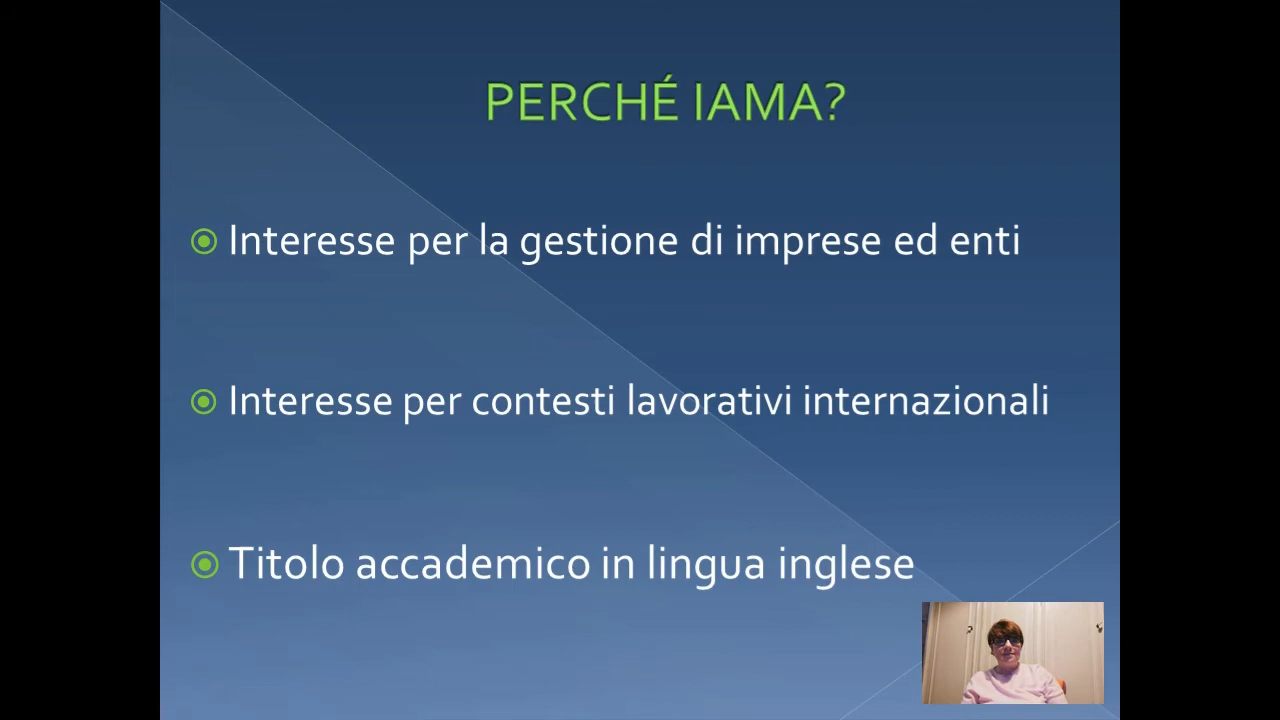 PERCHÉ IAMA?
Interesse per la gestione di imprese ed enti
Interesse per contesti lavorativi internazionali
Titolo accademico in lingua inglese